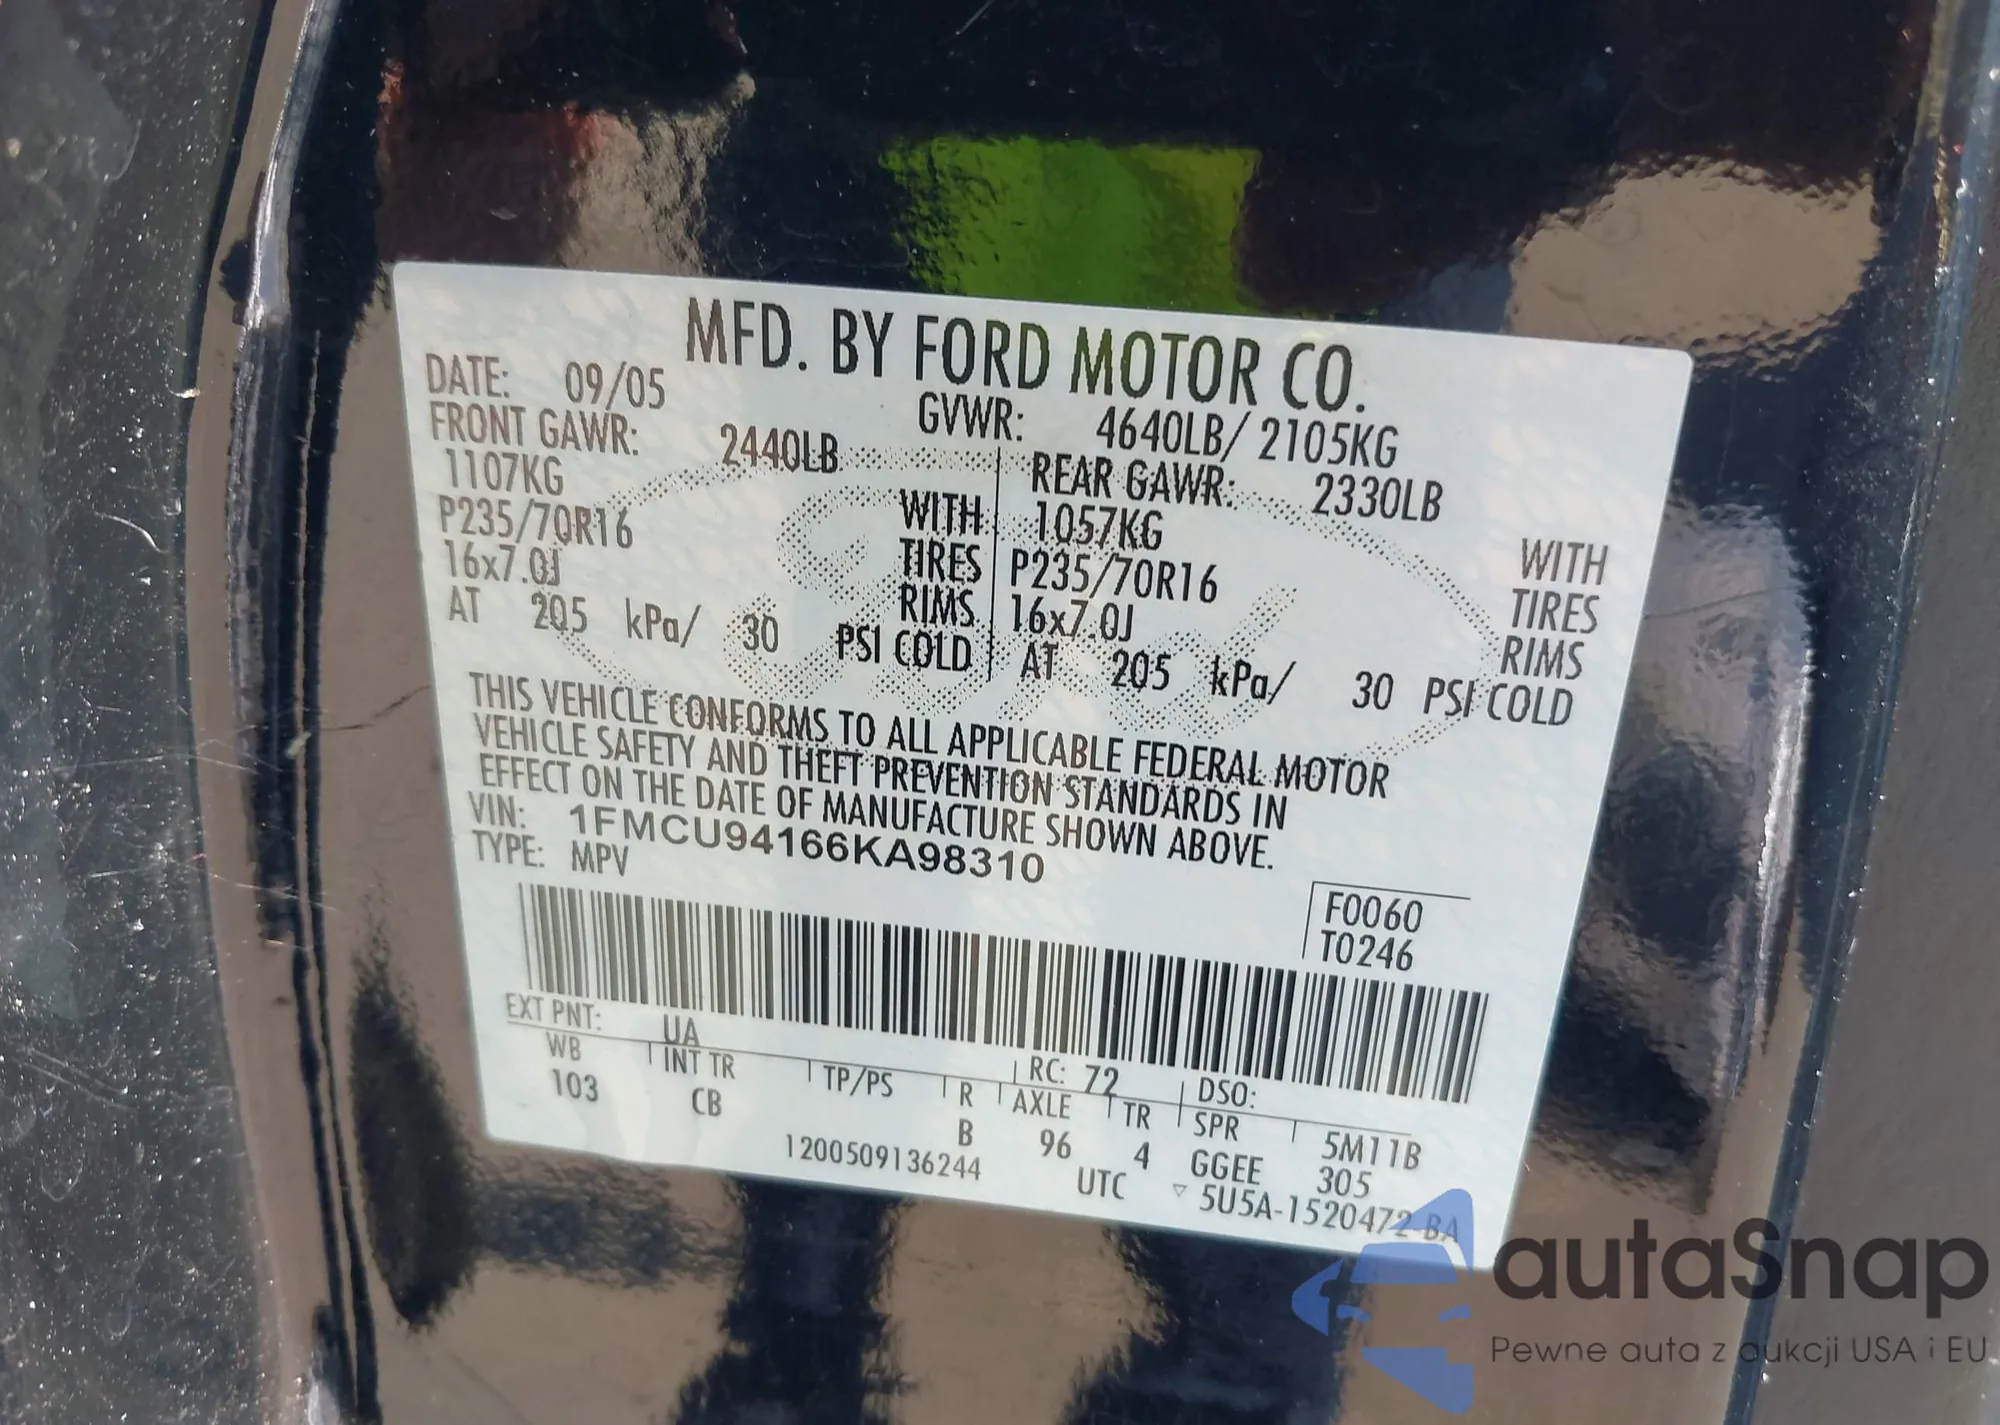 MFD. BY FORD MOTOR CO.
DATE: 09/05 GVWR: 4640LB/ 2105KG
FRONT GAWR: 2440LB REAR GAWR: 2330LB
1107KG WITH 1057KG WITH
P235/70R16 TIRES P235/70R16 TIRES
16x7.0J RIMS 16x7.0J RIMS
AT 205 kPa/ 30 PSI COLD AT 205 kPa/ 30 PSI COLD
THIS VEHICLE CONFORMS TO ALL APPLICABLE FEDERAL MOTOR
VEHICLE SAFETY AND THEFT PREVENTION STANDARDS IN
EFFECT ON THE DATE OF MANUFACTURE SHOWN ABOVE.
VIN: 1FMCU94166KA98310
TYPE: MPV
F0060
T0246
EXT PNT: UA RC: 72 DSO:
WB INT TR TP/PS R AXLE TR SPR 5M11B
103 CB B 96 4 GGEE 305
1200509136244 UTC ▽ 5U5A-1520472-BA
autaSnap
Pewne auta z aukcji USA i EU